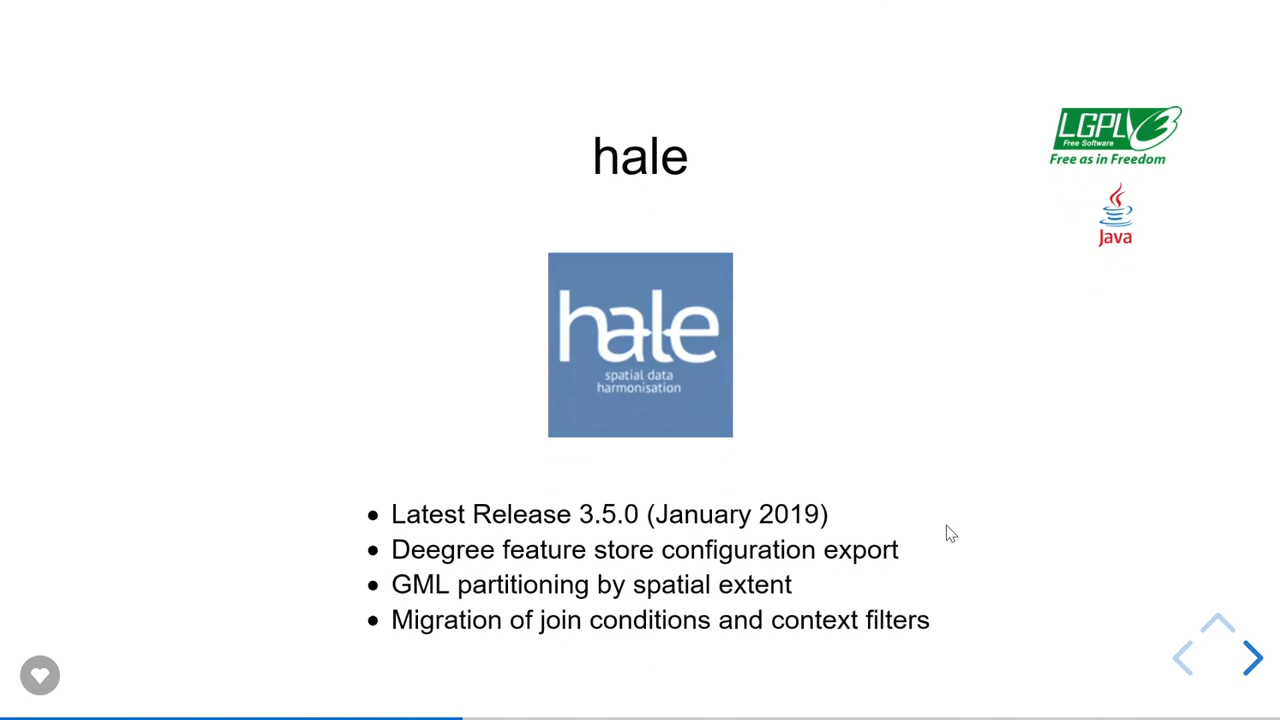 hale
LGPLV3
Free Software
Free as in Freedom
Java
hale
spatial data
harmonisation
• Latest Release 3.5.0 (January 2019)
• Deegree feature store configuration export
• GML partitioning by spatial extent
• Migration of join conditions and context filters